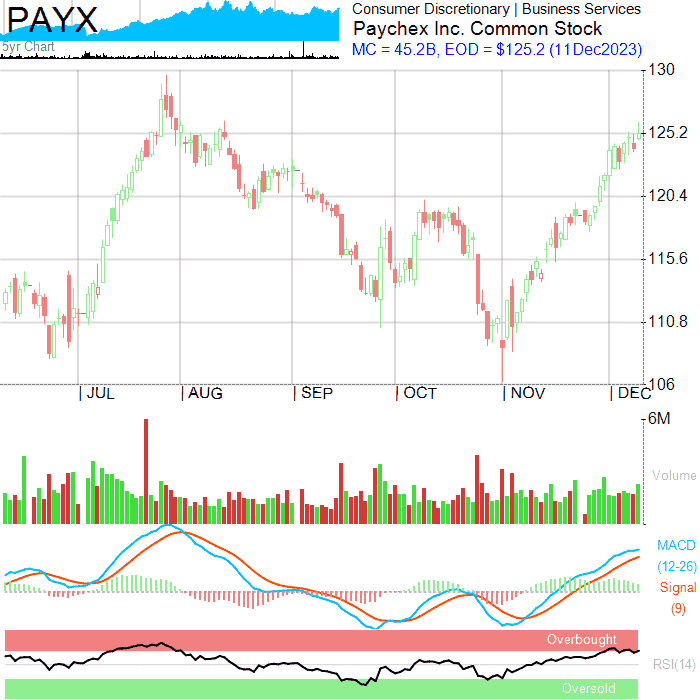 PAYX
5yr Chart
Consumer Discretionary | Business Services
Paychex Inc. Common Stock
MC = 45.2B, EOD = $125.2 (11Dec2023)
130
125.2
120.4
115.6
110.8
106
JUL
AUG
SEP
OCT
NOV
DEC
6M
Volume
MACD
(12-26)
Signal
(9)
Overbought
RSI(14)
Oversold